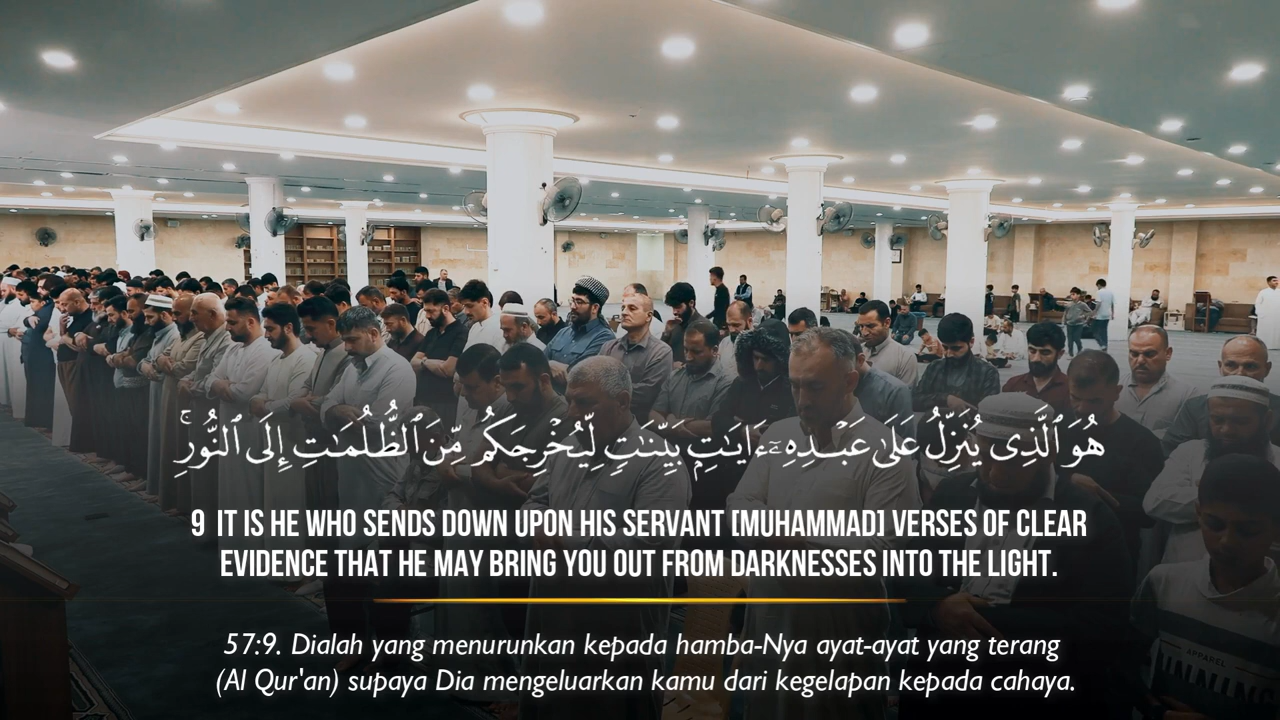 هُوَ ٱلَّذِى يُنَزِّلُ عَلَىٰ عَبْدِهِۦٓ ءَايَـٰتٍۭ بَيِّنَـٰتٍ لِّيُخْرِجَكُم مِّنَ ٱلظُّلُمَـٰتِ إِلَى ٱلنُّورِ ۚ
9 IT IS HE WHO SENDS DOWN UPON HIS SERVANT [MUHAMMAD] VERSES OF CLEAR
EVIDENCE THAT HE MAY BRING YOU OUT FROM DARKNESSES INTO THE LIGHT.
57:9. Dialah yang menurunkan kepada hamba-Nya ayat-ayat yang terang
(Al Qur'an) supaya Dia mengeluarkan kamu dari kegelapan kepada cahaya.
APPAREL